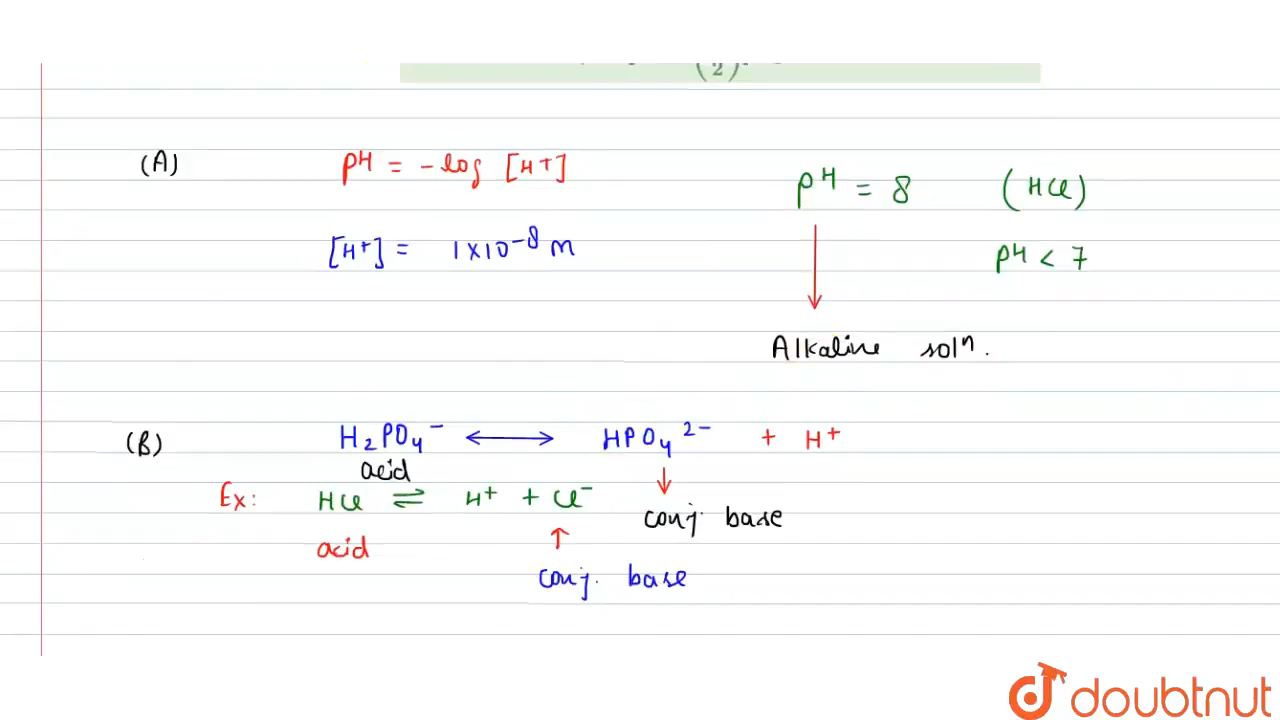 (2)
(A) pH = -log [H+] pH = 8 (HCl)
[H+] = 1×10⁻⁸ M pH < 7
Alkaline solⁿ.
(B) H₂PO₄⁻ ⟷ HPO₄²⁻ + H⁺
acid
Ex: HCl ⇌ H⁺ + Cl⁻ ↓
conj. base
acid ↑
conj. base
doubtnut